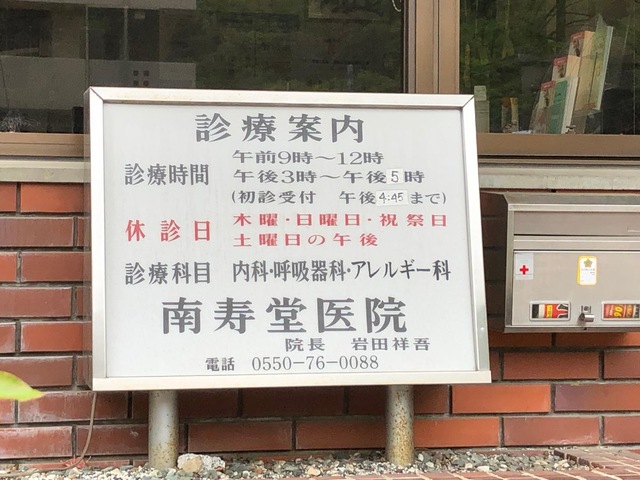 診療案内
診療時間 午前9時〜12時
午後3時〜午後5時
(初診受付 午後4:45まで)
休診日 木曜・日曜日・祝祭日
土曜日の午後
診療科目 内科・呼吸器科・アレルギー科
南寿堂医院
院長 岩田祥吾
電話 0550-76-0088